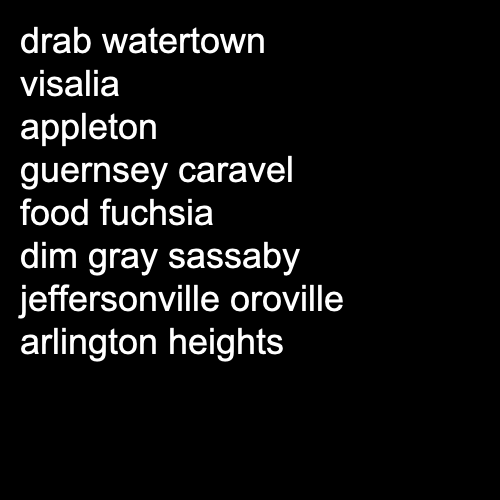 drab watertown
visalia
appleton
guernsey caravel
food fuchsia
dim gray sassaby
jeffersonville oroville
arlington heights